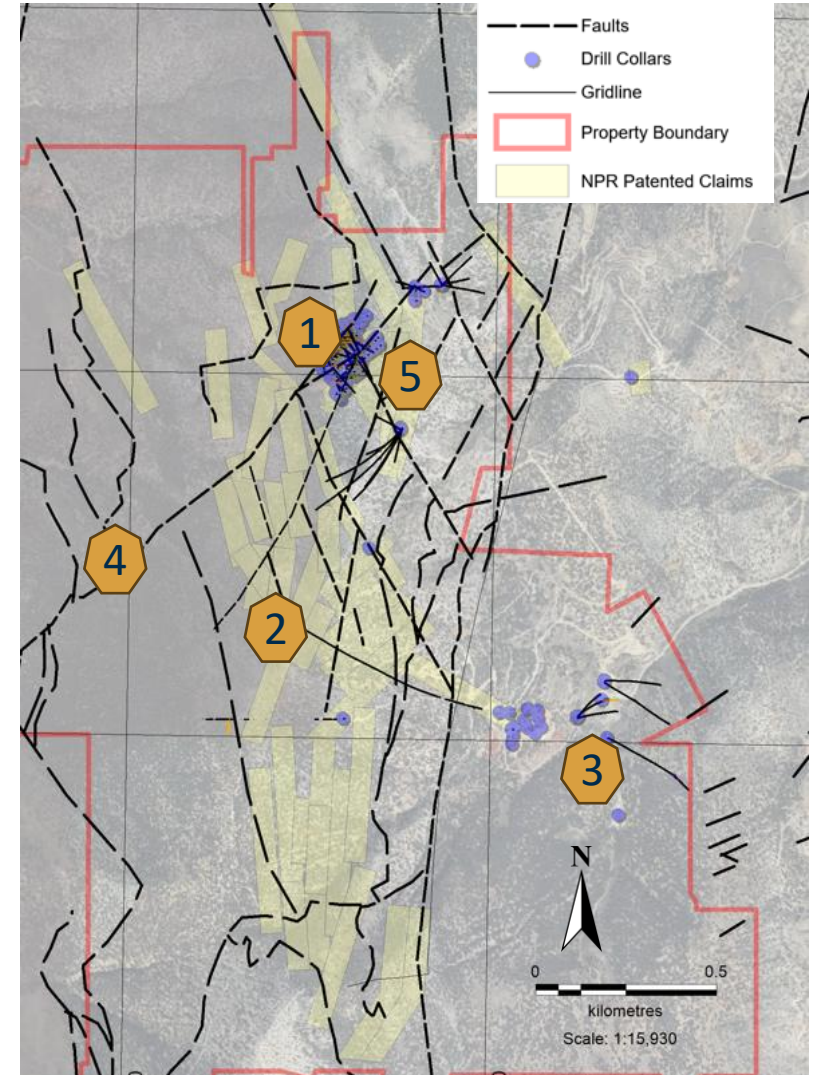 Faults
Drill Collars
Gridline
Property Boundary
NPR Patented Claims
1
5
4
2
3
N
0
0.5
kilometres
Scale: 1:15,930